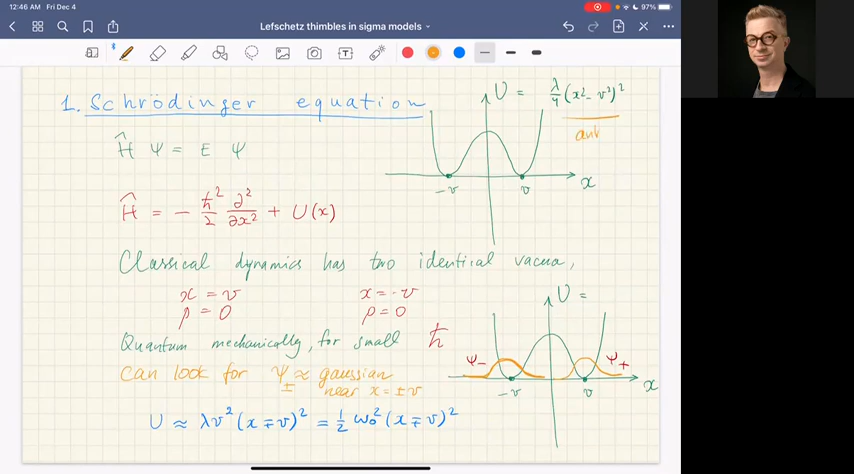 12:46 AM Fri Dec 4
97%
Lefschetz thimbles in sigma models
1. Schrödinger equation
U = λ/4 (x² - v²)²
Ĥ Ψ = E Ψ
-v v x
Ĥ = - ħ²/2 ∂²/∂x² + U(x)
Classical dynamics has two identical vacua,
x = v x = -v
p = 0 p = 0
U =
Quantum mechanically, for small ħ
Ψ₋ Ψ₊
can look for Ψ± ≈ gaussian
near x = ± v
-v v x
U ≈ λv² (x ∓ v)² = ½ ω₀² (x ∓ v)²